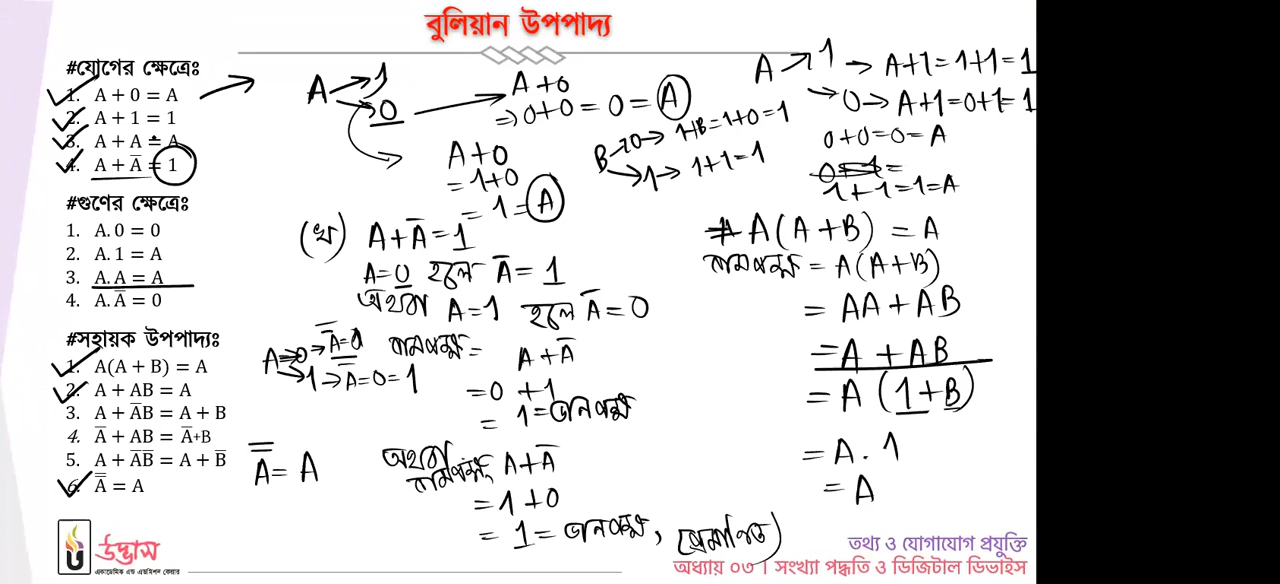 বুলিয়ান উপপাদ্য
#যোগের ক্ষেত্রেঃ
1. A + 0 = A
2. A + 1 = 1
3. A + A = A
4. A + A̅ = 1
#গুণের ক্ষেত্রেঃ
1. A. 0 = 0
2. A. 1 = A
3. A. A = A
4. A. A̅ = 0
#সহায়ক উপপাদ্যঃ
1. A(A + B) = A
2. A + AB = A
3. A + A̅B = A + B
4. A̅ + AB = A̅+B
5. A + A̅B̅ = A + B̅
6. A̿ = A
A → 1
→ 0
A+0
⇒ 0+0 = 0 = A
A+0
= 1+0
= 1 = A
A → 1 → A+1=1+1=1
→ 0 → A+1=0+1=1
B → 0 → 1+B=1+0=1
→ 1 → 1+1=1
0+0=0=A
1+1=1=A
(খ) A+A̅=1
A=0 হলে A̅=1
অথবা A=1 হলে A̅=0
A → 0 →
→ 1 → A̅=0=1
বামপক্ষ = A+A̅
=0+1
= 1=ডানপক্ষ
A̿ = A
অথবা
বামপক্ষ A+A̅
=1+0
= 1=ডানপক্ষ, (প্রমাণিত)
A(A+B) = A
বামপক্ষ = A(A+B)
= AA+AB
=A+AB
= A(1+B)
= A.1
= A
উদ্ভাস
একাডেমিক এন্ড এডমিশন কেয়ার
তথ্য ও যোগাযোগ প্রযুক্তি
অধ্যায় ০৩ । সংখ্যা পদ্ধতি ও ডিজিটাল ডিভাইস